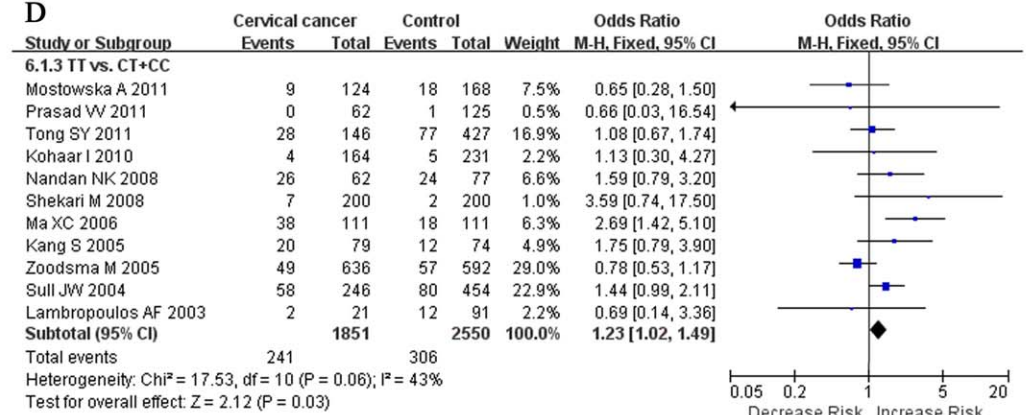 D
Cervical cancer Control Odds Ratio Odds Ratio
Study or Subgroup Events Total Events Total Weight M-H, Fixed, 95% CI M-H, Fixed, 95% CI
6.1.3 TT vs. CT+CC
Mostowska A 2011 9 124 18 168 7.5% 0.65 [0.28, 1.50]
Prasad VV 2011 0 62 1 125 0.5% 0.66 [0.03, 16.54]
Tong SY 2011 28 146 77 427 16.9% 1.08 [0.67, 1.74]
Kohaar I 2010 4 164 5 231 2.2% 1.13 [0.30, 4.27]
Nandan NK 2008 26 62 24 77 6.6% 1.59 [0.79, 3.20]
Shekari M 2008 7 200 2 200 1.0% 3.59 [0.74, 17.50]
Ma XC 2006 38 111 18 111 6.3% 2.69 [1.42, 5.10]
Kang S 2005 20 79 12 74 4.9% 1.75 [0.79, 3.90]
Zoodsma M 2005 49 636 57 592 29.0% 0.78 [0.53, 1.17]
Sull JW 2004 58 246 80 454 22.9% 1.44 [0.99, 2.11]
Lambropoulos AF 2003 2 21 12 91 2.2% 0.69 [0.14, 3.36]
Subtotal (95% CI) 1851 2550 100.0% 1.23 [1.02, 1.49]
Total events 241 306
Heterogeneity: Chi² = 17.53, df = 10 (P = 0.06); I² = 43%
Test for overall effect: Z = 2.12 (P = 0.03)
0.05 0.2 1 5 20
Decrease Risk Increase Risk